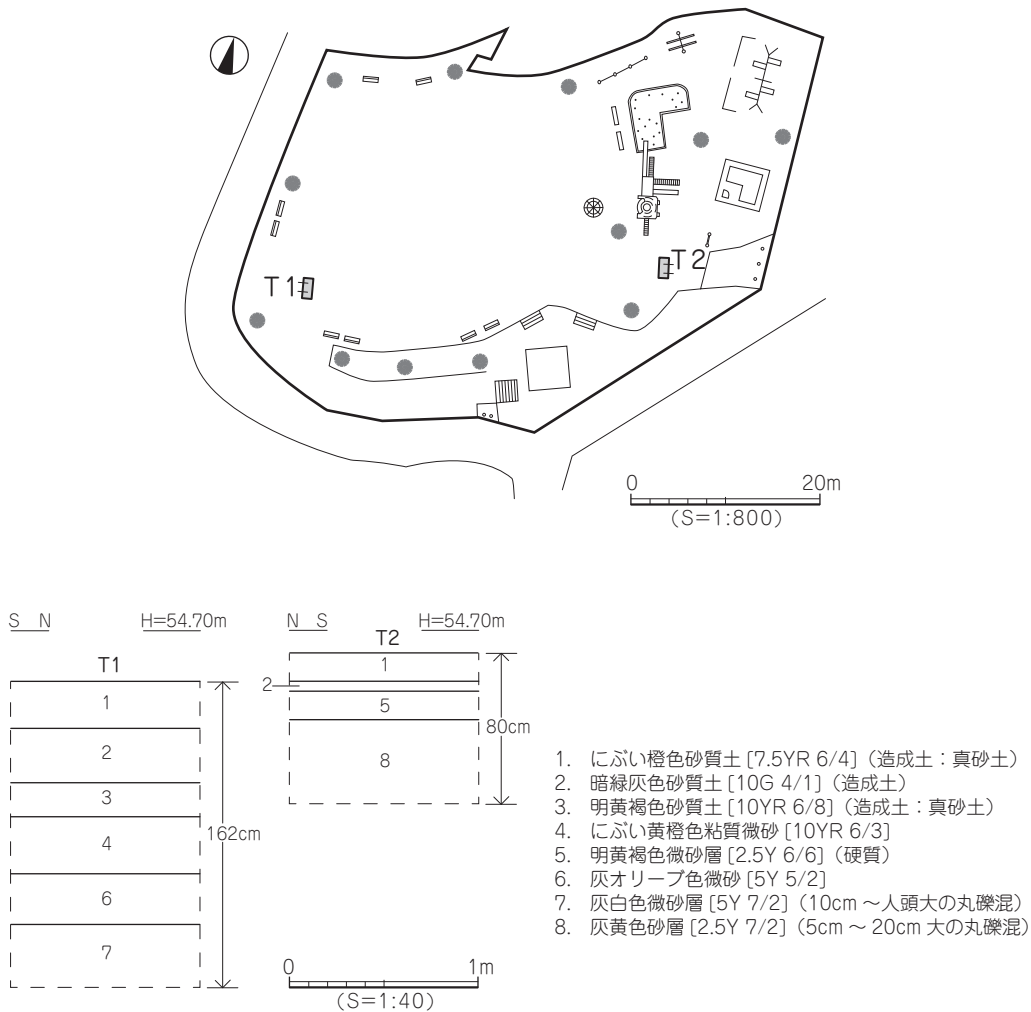 T1
T2
0 20m
(S=1:800)
S N H=54.70m
T1
1
2
3
4
6
7
162cm
N S H=54.70m
T2
1
2
5
8
80cm
0 1m
(S=1:40)
1. にぶい橙色砂質土 [7.5YR 6/4]（造成土：真砂土）
2. 暗緑灰色砂質土 [10G 4/1]（造成土）
3. 明黄褐色砂質土 [10YR 6/8]（造成土：真砂土）
4. にぶい黄橙色粘質微砂 [10YR 6/3]
5. 明黄褐色微砂層 [2.5Y 6/6]（硬質）
6. 灰オリーブ色微砂 [5Y 5/2]
7. 灰白色微砂層 [5Y 7/2]（10cm ～人頭大の丸礫混）
8. 灰黄色砂層 [2.5Y 7/2]（5cm ～ 20cm 大の丸礫混）